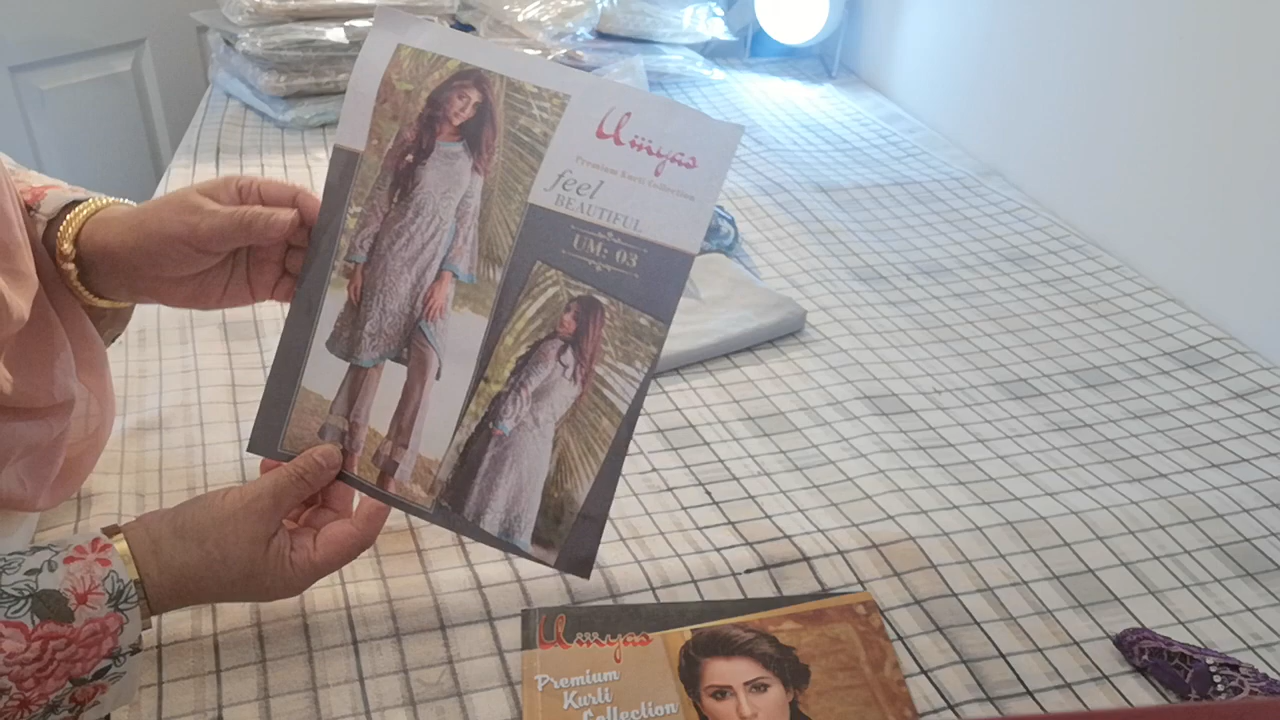 Umyas
Premium Kurti Collection
feel
BEAUTIFUL
UM: 03
Umyas
Premium
Kurti
Collection